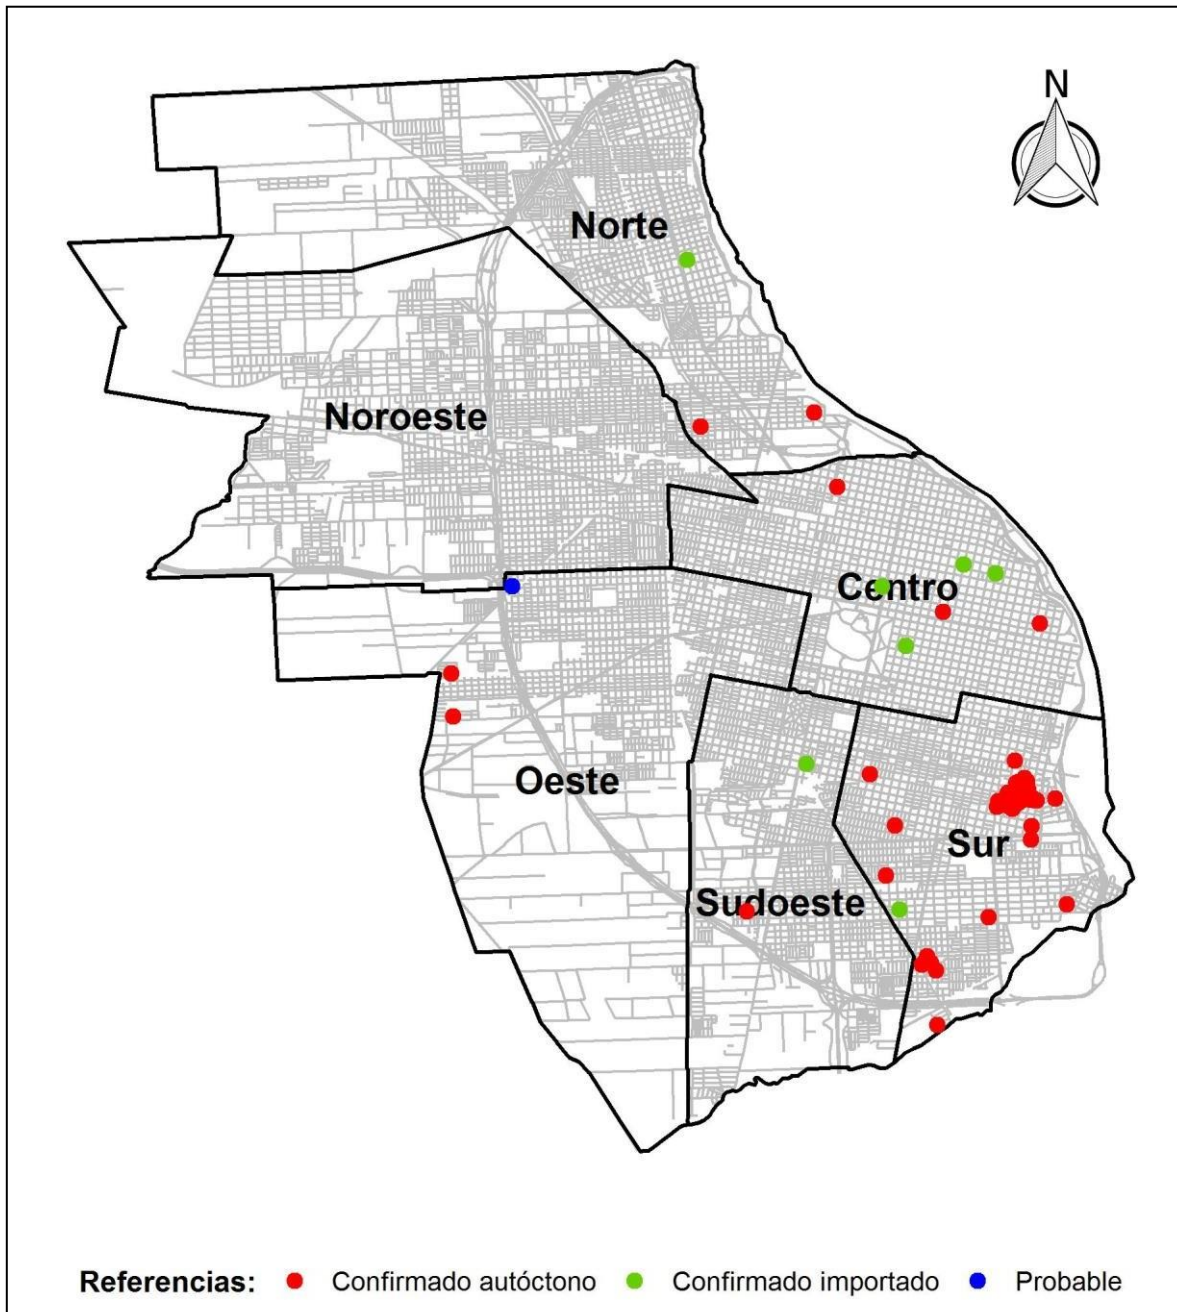 N
Norte
Noroeste
Centro
Oeste
Sur
Sudoeste
Referencias: Confirmado autóctono Confirmado importado Probable